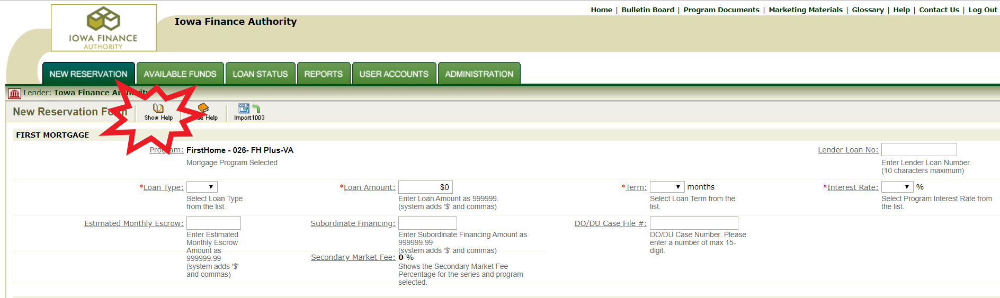 Home | Bulletin Board | Program Documents | Marketing Materials | Glossary | Help | Contact Us | Log Out
Iowa Finance Authority
IOWA FINANCE
AUTHORITY
NEW RESERVATION AVAILABLE FUNDS LOAN STATUS REPORTS USER ACCOUNTS ADMINISTRATION
Lender: Iowa Finance Authority
New Reservation Form Show Help Help Import1003
FIRST MORTGAGE
Program: FirstHome - 026- FH Plus-VA Lender Loan No:
Mortgage Program Selected
Enter Lender Loan Number.
(10 characters maximum)
*Loan Type: *Loan Amount: $0 *Term: months *Interest Rate: %
Select Loan Type
from the list.
Enter Loan Amount as 999999.
(system adds '$' and commas)
Select Loan Term from the
list.
Select Program Interest Rate from
the list.
Estimated Monthly Escrow: Subordinate Financing: DO/DU Case File #:
Enter Estimated
Monthly Escrow
Amount as
999999.99
(system adds '$'
and commas)
Enter Subordinate Financing Amount as
999999.99
(system adds '$' and commas)
DO/DU Case Number. Please
enter a number of max 15-
digit.
Secondary Market Fee: 0 %
Shows the Secondary Market Fee
Percentage for the series and program
selected.